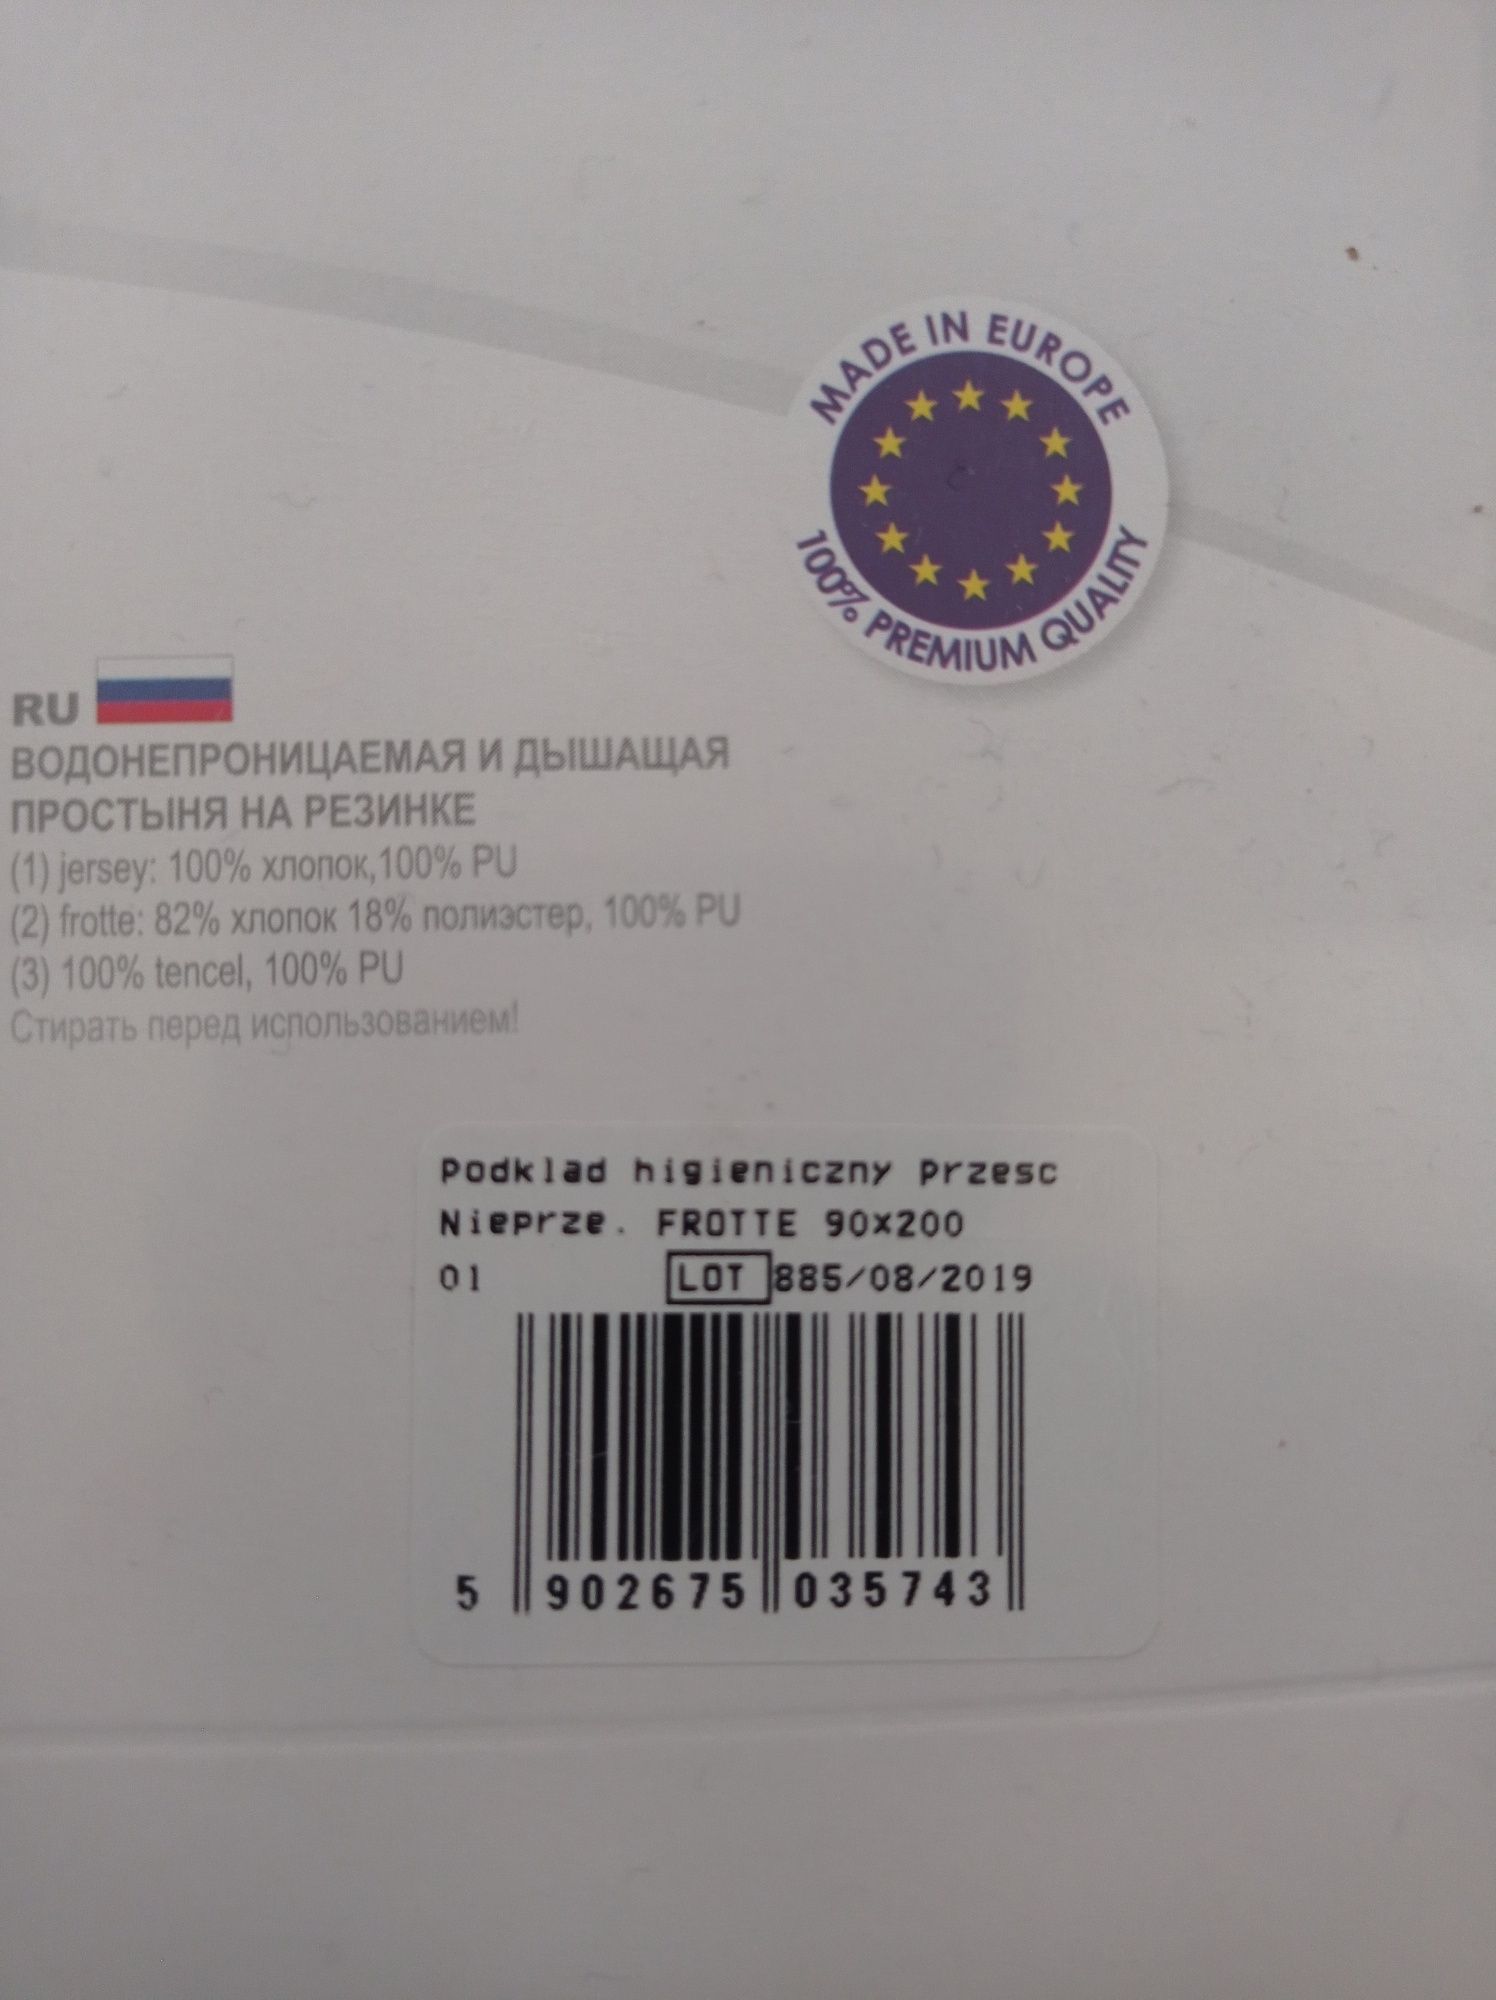 MADE IN EUROPE
100% PREMIUM QUALITY
RU
ВОДОНЕПРОНИЦАЕМАЯ И ДЫШАЩАЯ
ПРОСТЫНЯ НА РЕЗИНКЕ
(1) jersey: 100% хлопок,100% PU
(2) frotte: 82% хлопок 18% полиэстер, 100% PU
(3) 100% tencel, 100% PU
Стирать перед использованием!
Podklad higieniczny Przesc
Nieprze. FROTTE 90x200
01 LOT 885/08/2019
5 902675 035743